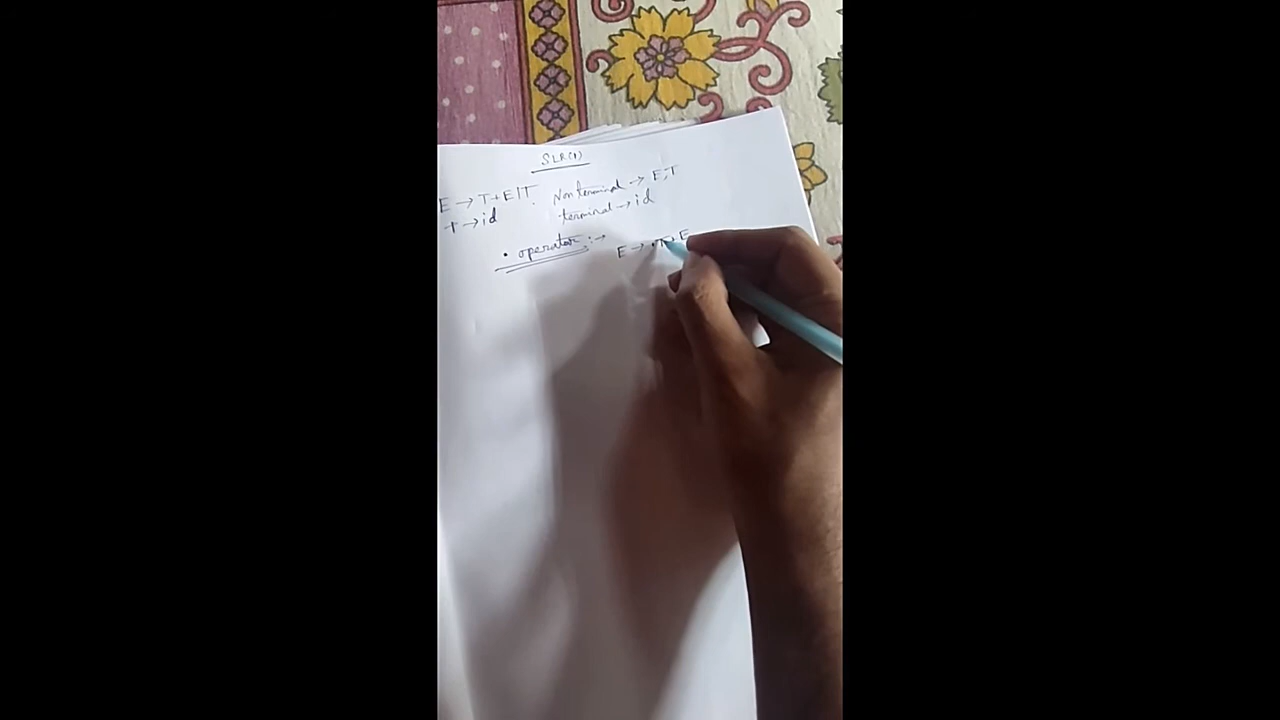 SLR(1)
E → T+E|T. Non terminal → E,T
T → id terminal → id
• operator :→ E → •T+E